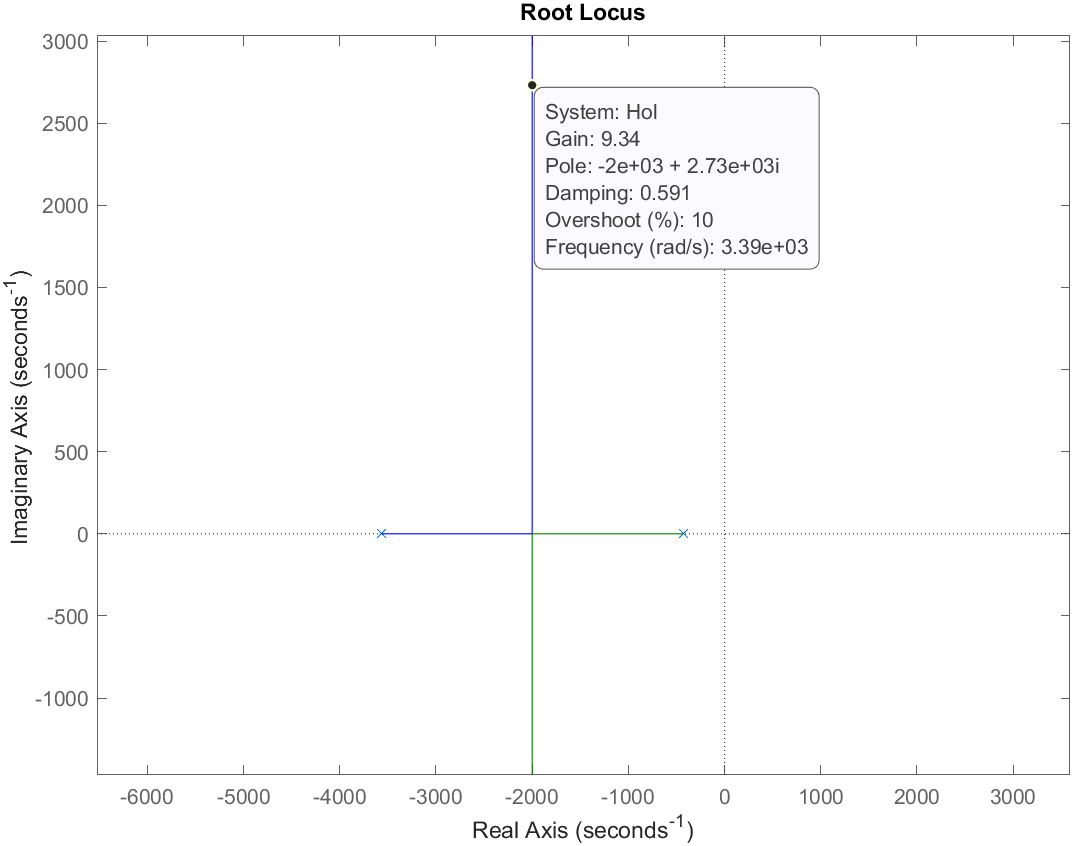 Root Locus
3000
2500
2000
1500
1000
500
0
-500
-1000
Imaginary Axis (seconds⁻¹)
System: Hol
Gain: 9.34
Pole: -2e+03 + 2.73e+03i
Damping: 0.591
Overshoot (%): 10
Frequency (rad/s): 3.39e+03
-6000 -5000 -4000 -3000 -2000 -1000 0 1000 2000 3000
Real Axis (seconds⁻¹)